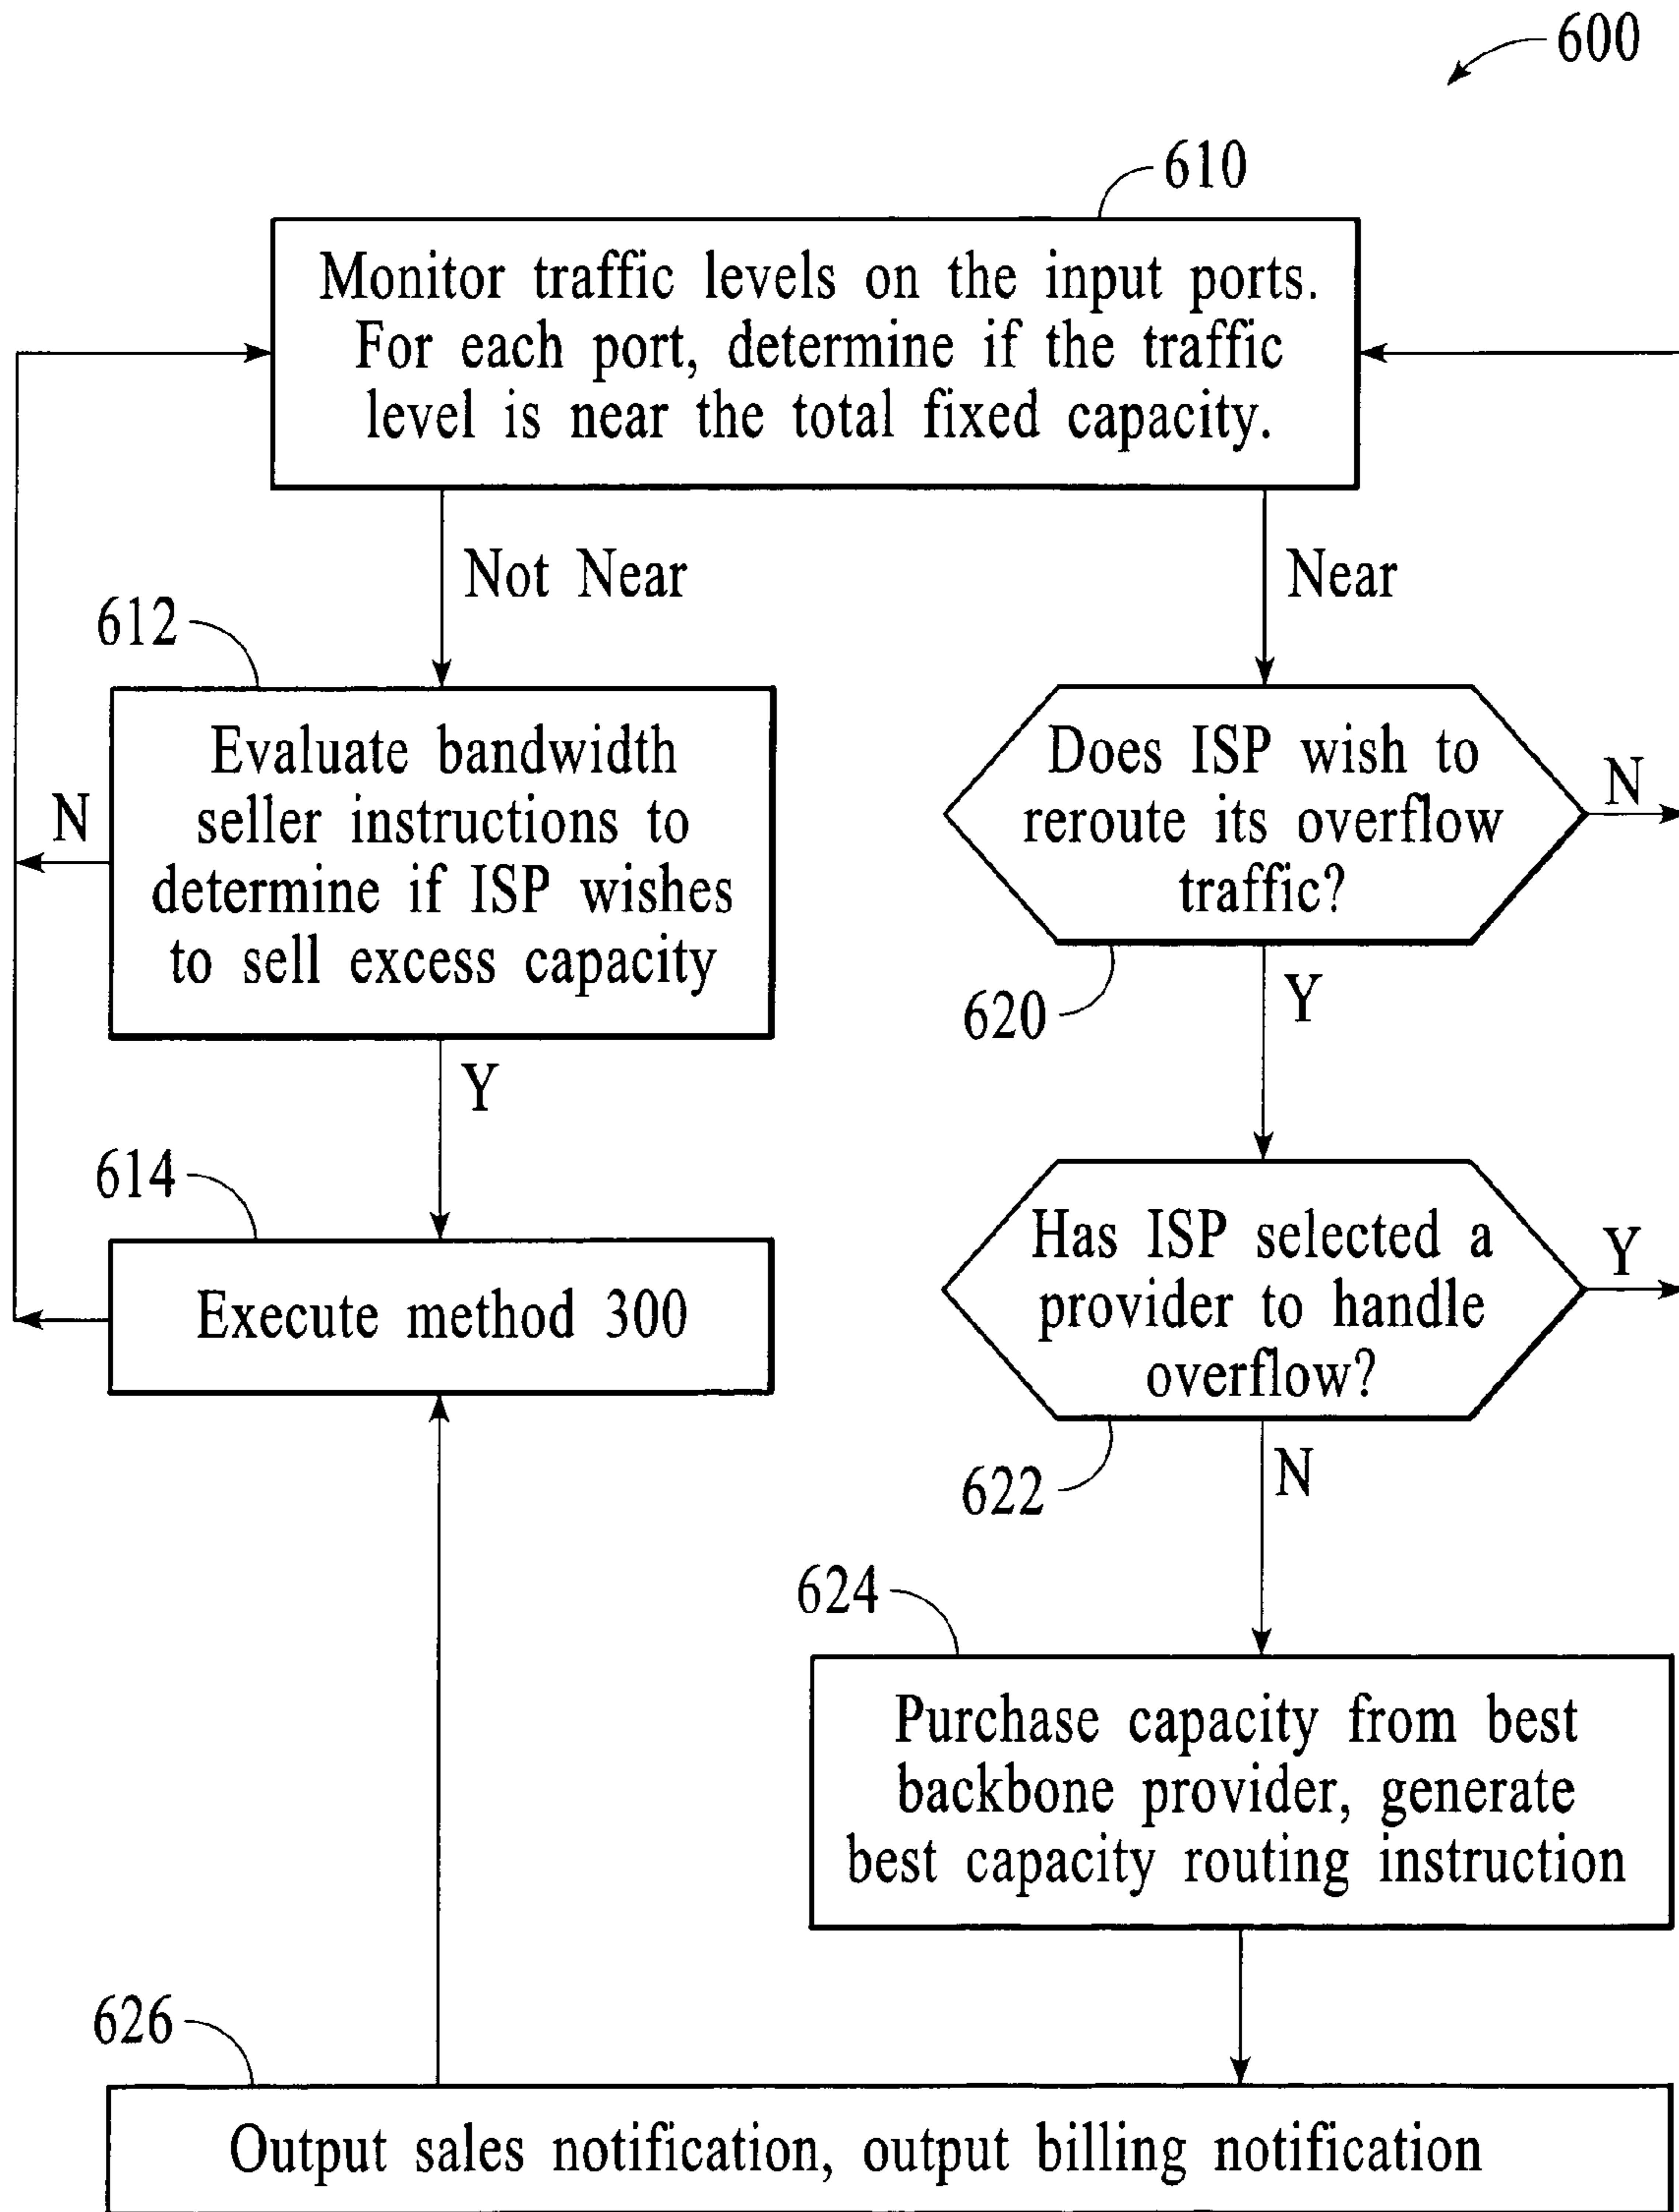 600
610
Monitor traffic levels on the input ports.
For each port, determine if the traffic
level is near the total fixed capacity.
Not Near
Near
612
Evaluate bandwidth
seller instructions to
determine if ISP wishes
to sell excess capacity
N
Y
Does ISP wish to
reroute its overflow
traffic?
N
620
Y
614
Execute method 300
Has ISP selected a
provider to handle
overflow?
Y
622
N
624
Purchase capacity from best
backbone provider, generate
best capacity routing instruction
626
Output sales notification, output billing notification